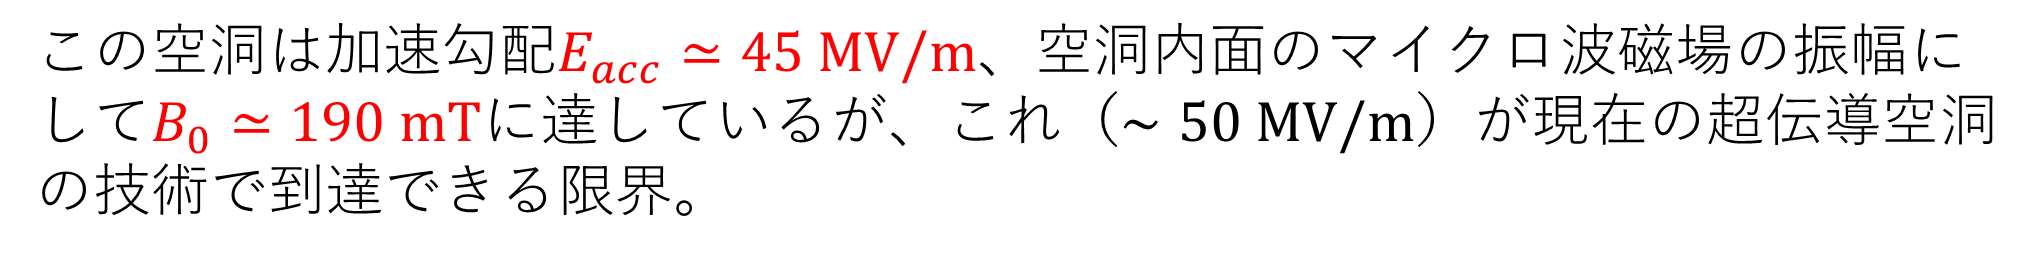 この空洞は加速勾配E_acc ≃ 45 MV/m、空洞内面のマイクロ波磁場の振幅に
してB_0 ≃ 190 mTに達しているが、これ（~ 50 MV/m）が現在の超伝導空洞
の技術で到達できる限界。